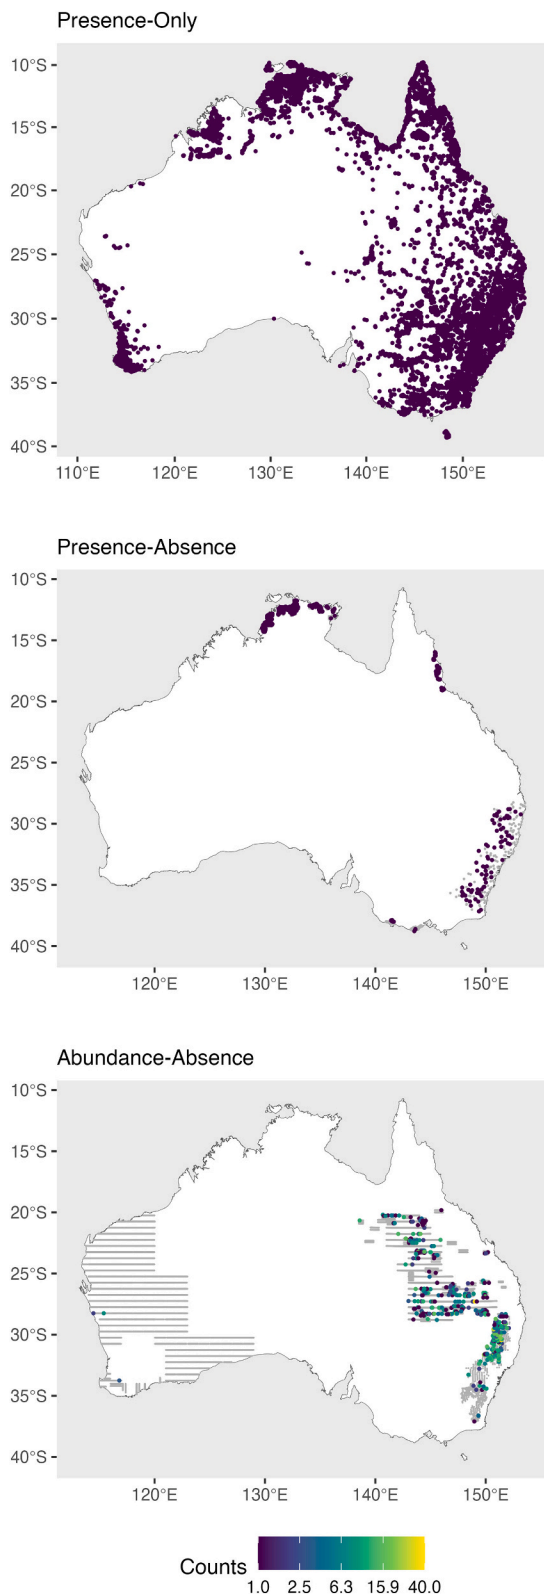 Presence-Only
10°S
15°S
20°S
25°S
30°S
35°S
40°S
110°E 120°E 130°E 140°E 150°E
Presence-Absence
10°S
15°S
20°S
25°S
30°S
35°S
40°S
120°E 130°E 140°E 150°E
Abundance-Absence
10°S
15°S
20°S
25°S
30°S
35°S
40°S
120°E 130°E 140°E 150°E
Counts
1.0 2.5 6.3 15.9 40.0